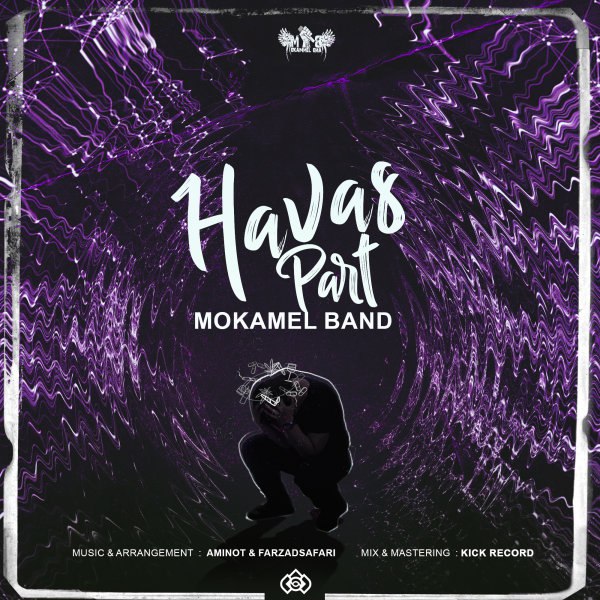 Havas
Part
MOKAMEL BAND
MUSIC & ARRANGEMENT : AMINOT & FARZADSAFARI MIX & MASTERING : KICK RECORD